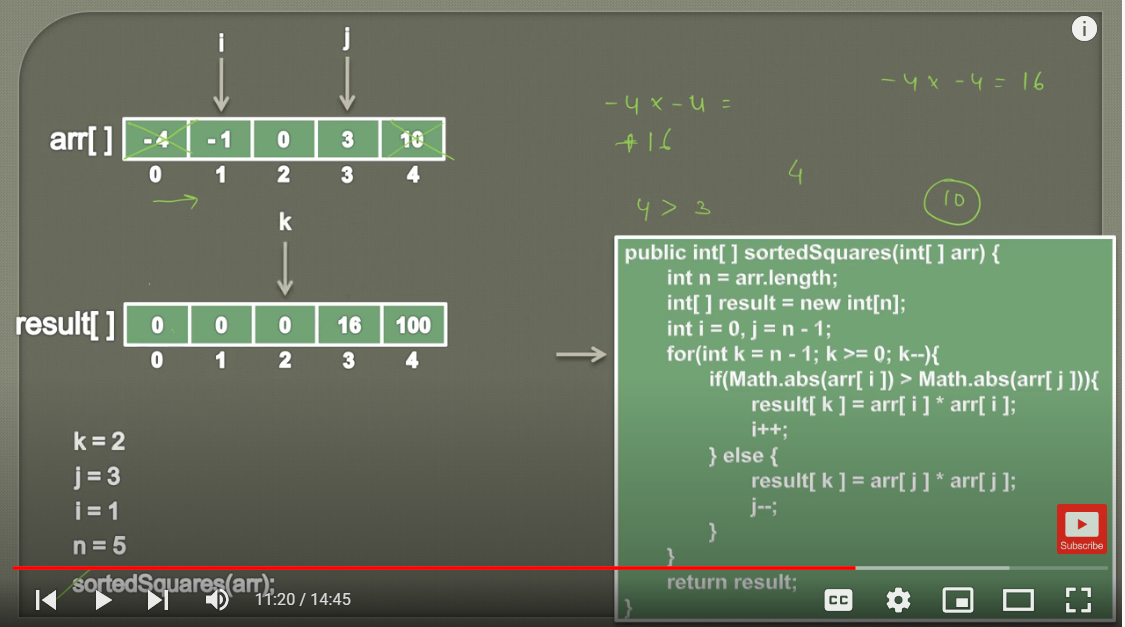 i j
arr[ ] -4 -1 0 3 10
0 1 2 3 4
k
result[ ] 0 0 0 16 100
0 1 2 3 4
k = 2
j = 3
i = 1
n = 5
sortedSquares(arr);
-4 x -4 =
+16
4 > 3
4
-4 x -4 = 16
10
public int[ ] sortedSquares(int[ ] arr) {
int n = arr.length;
int[ ] result = new int[n];
int i = 0, j = n - 1;
for(int k = n - 1; k >= 0; k--){
if(Math.abs(arr[ i ]) > Math.abs(arr[ j ])){
result[ k ] = arr[ i ] * arr[ i ];
i++;
} else {
result[ k ] = arr[ j ] * arr[ j ];
j--;
}
}
return result;
}
Subscribe
11:20 / 14:45
CC
i